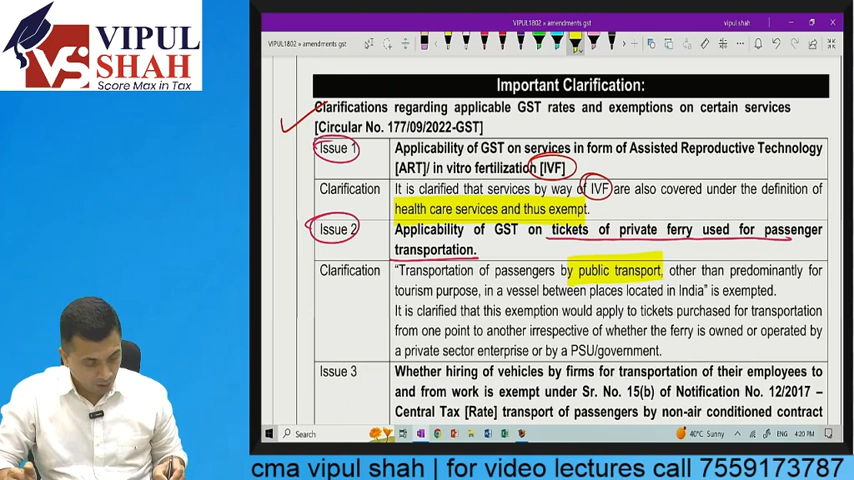 VIPUL1802 » amendments gst
vipul shah
VIPUL1802 » amendments gst
VS
VIPUL
SHAH
Score Max in Tax
Important Clarification:
Clarifications regarding applicable GST rates and exemptions on certain services
[Circular No. 177/09/2022-GST]
Issue 1
Applicability of GST on services in form of Assisted Reproductive Technology
[ART]/ in vitro fertilization [IVF]
Clarification
It is clarified that services by way of IVF are also covered under the definition of
health care services and thus exempt.
Issue 2
Applicability of GST on tickets of private ferry used for passenger
transportation.
Clarification
“Transportation of passengers by public transport, other than predominantly for
tourism purpose, in a vessel between places located in India” is exempted.
It is clarified that this exemption would apply to tickets purchased for transportation
from one point to another irrespective of whether the ferry is owned or operated by
a private sector enterprise or by a PSU/government.
Issue 3
Whether hiring of vehicles by firms for transportation of their employees to
and from work is exempt under Sr. No. 15(b) of Notification No. 12/2017 –
Central Tax [Rate] transport of passengers by non-air conditioned contract
Search
40°C Sunny
ENG
4:20 PM
cma vipul shah | for video lectures call 7559173787